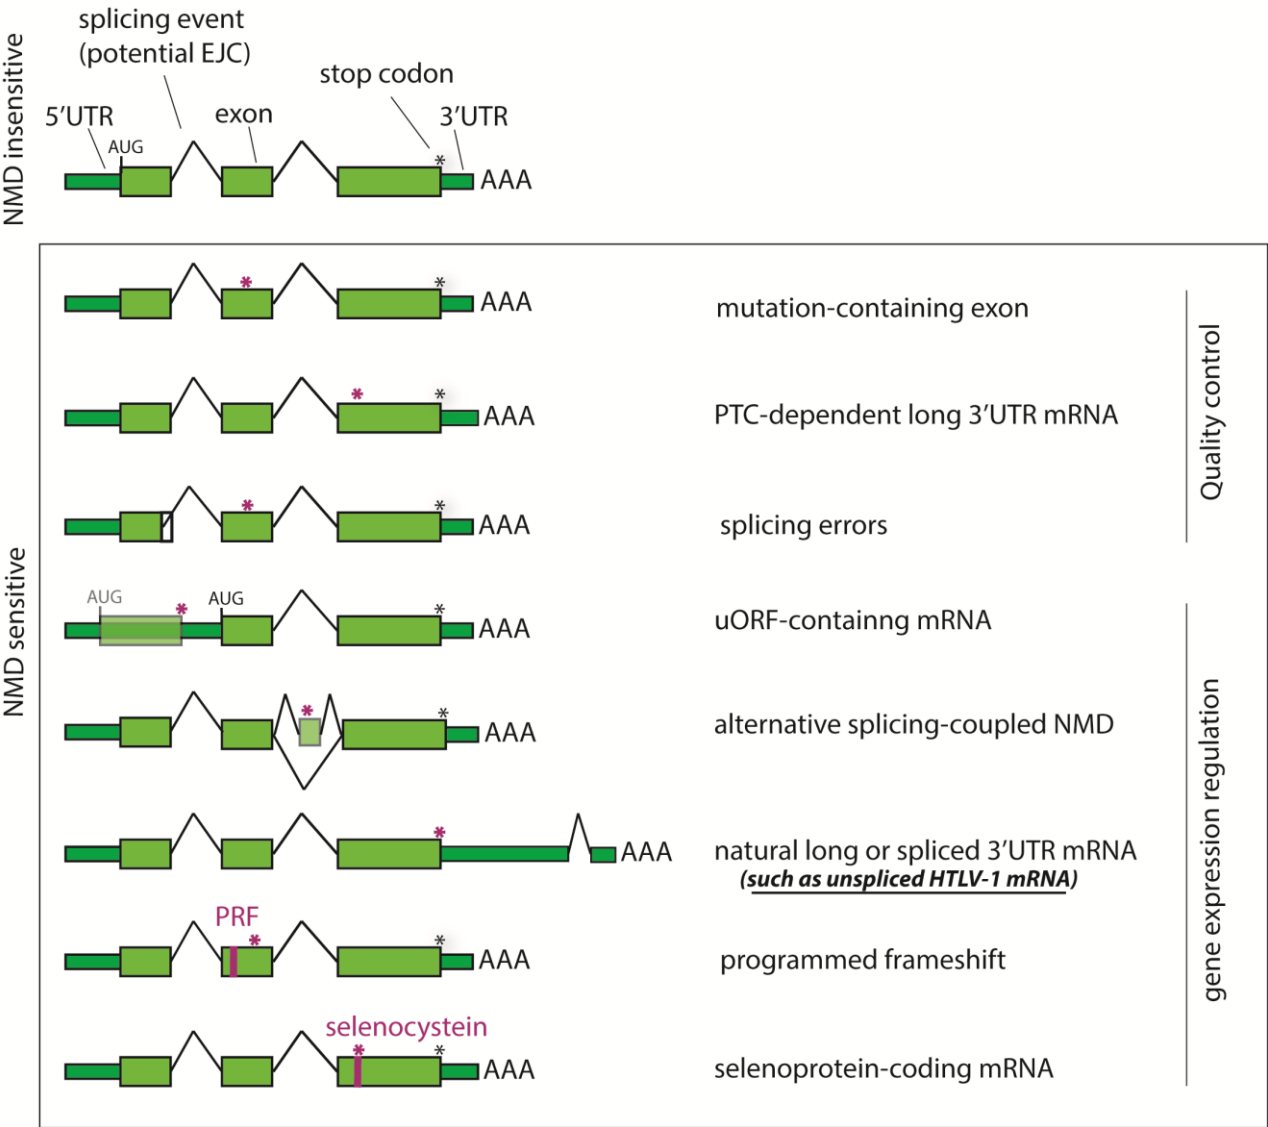 splicing event
(potential EJC)
stop codon
5'UTR
exon
3'UTR
AUG
*
AAA
NMD insensitive
NMD sensitive
* *
AAA
mutation-containing exon
* *
AAA
PTC-dependent long 3'UTR mRNA
* *
AAA
splicing errors
Quality control
AUG * AUG *
AAA
uORF-containng mRNA
* *
AAA
alternative splicing-coupled NMD
*
AAA
natural long or spliced 3'UTR mRNA
(such as unspliced HTLV-1 mRNA)
PRF
* *
AAA
programmed frameshift
selenocystein
* *
AAA
selenoprotein-coding mRNA
gene expression regulation